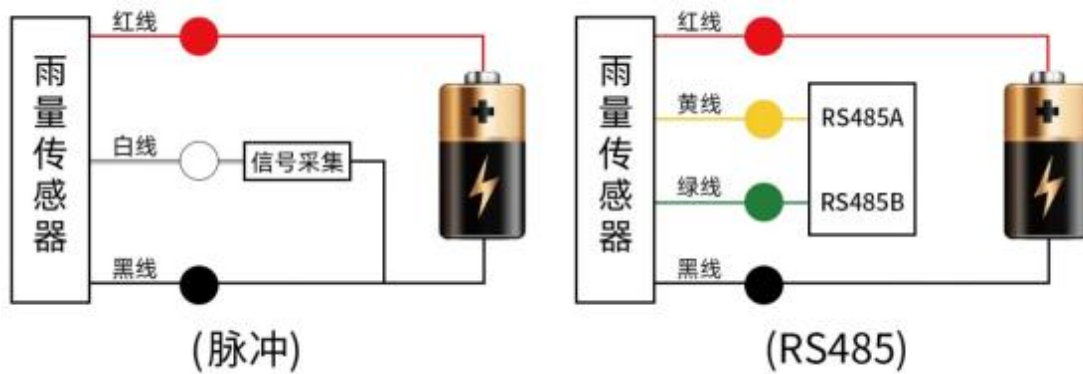 雨量传感器
红线
白线
信号采集
黑线
(脉冲)
雨量传感器
红线
黄线
RS485A
绿线
RS485B
黑线
(RS485)